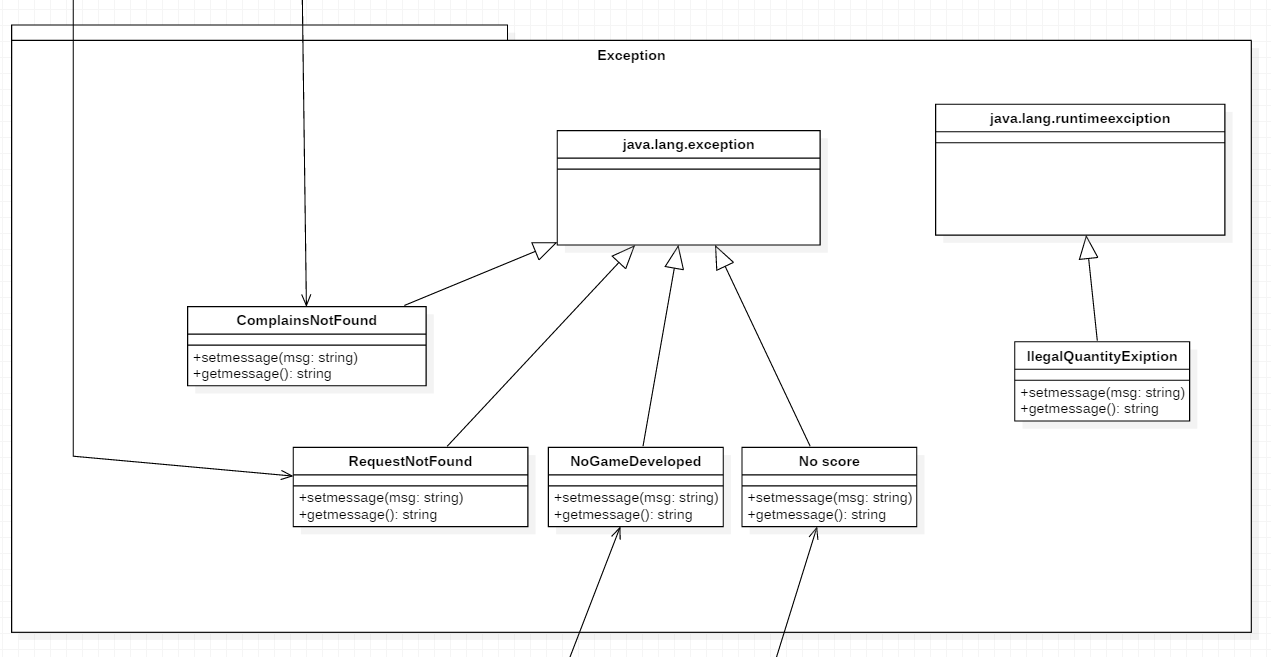 Exception
java.lang.runtimeexciption
java.lang.exception
ComplainsNotFound
+setmessage(msg: string)
+getmessage(): string
IlegalQuantityExiption
+setmessage(msg: string)
+getmessage(): string
RequestNotFound
+setmessage(msg: string)
+getmessage(): string
NoGameDeveloped
+setmessage(msg: string)
+getmessage(): string
No score
+setmessage(msg: string)
+getmessage(): string